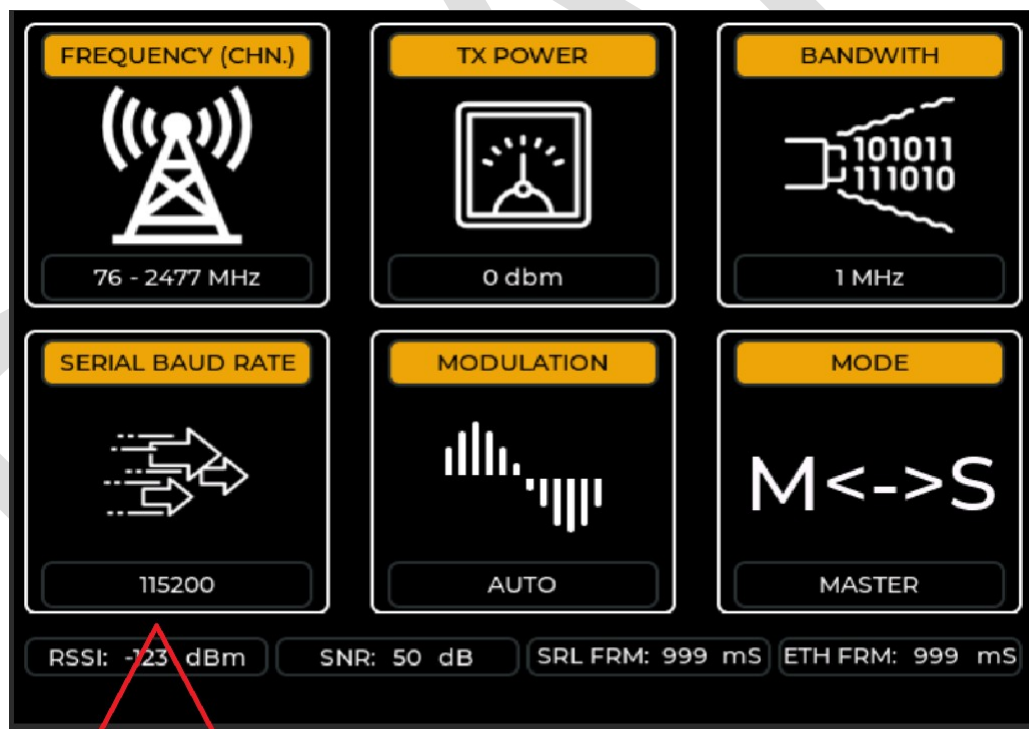 FREQUENCY (CHN.)
TX POWER
BANDWITH
101011
111010
76 - 2477 MHz
0 dbm
1 MHz
SERIAL BAUD RATE
MODULATION
MODE
M<->S
115200
AUTO
MASTER
RSSI: -123 dBm
SNR: 50 dB
SRL FRM: 999 mS
ETH FRM: 999 mS